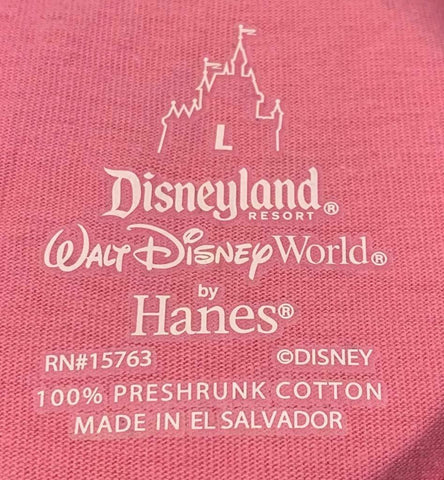 L
Disneyland®
RESORT
WALT DISNEY World®
by
Hanes®
RN#15763 ©DISNEY
100% PRESHRUNK COTTON
MADE IN EL SALVADOR